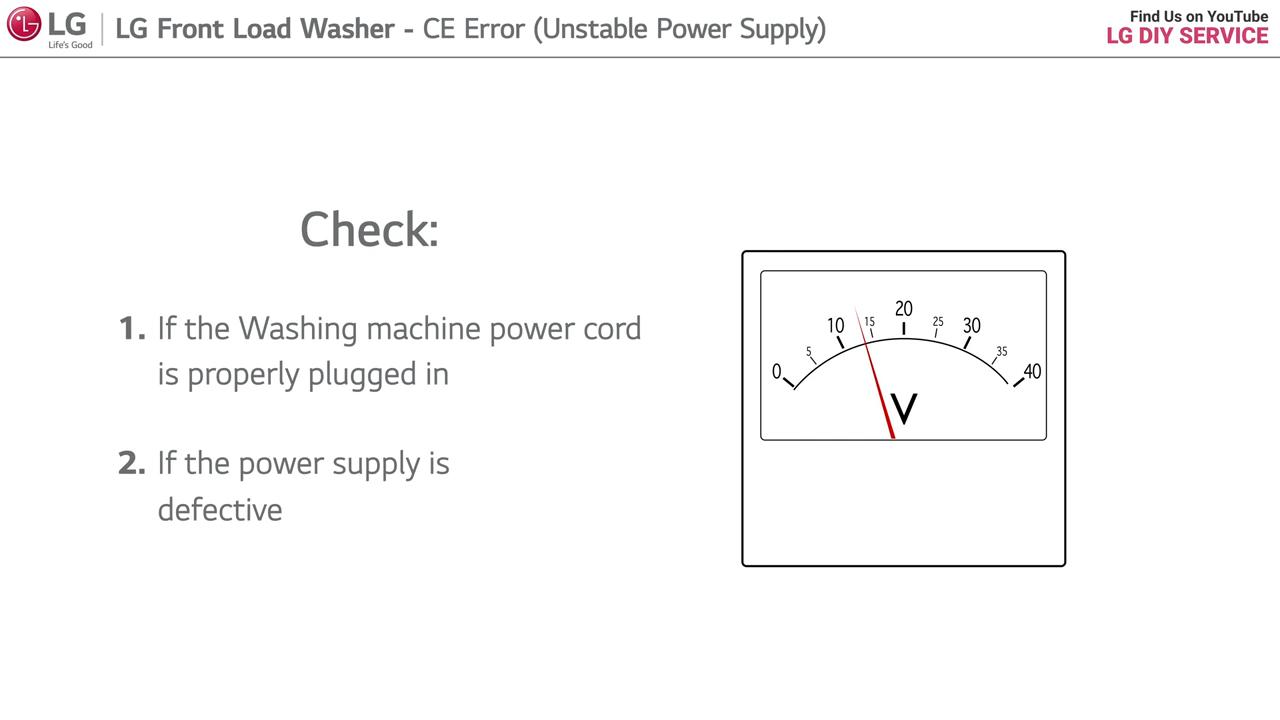 LG
Life's Good
LG Front Load Washer - CE Error (Unstable Power Supply)
Find Us on YouTube
LG DIY SERVICE
Check:
1. If the Washing machine power cord
is properly plugged in
2. If the power supply is
defective
0 5 10 15 20 25 30 35 40
V